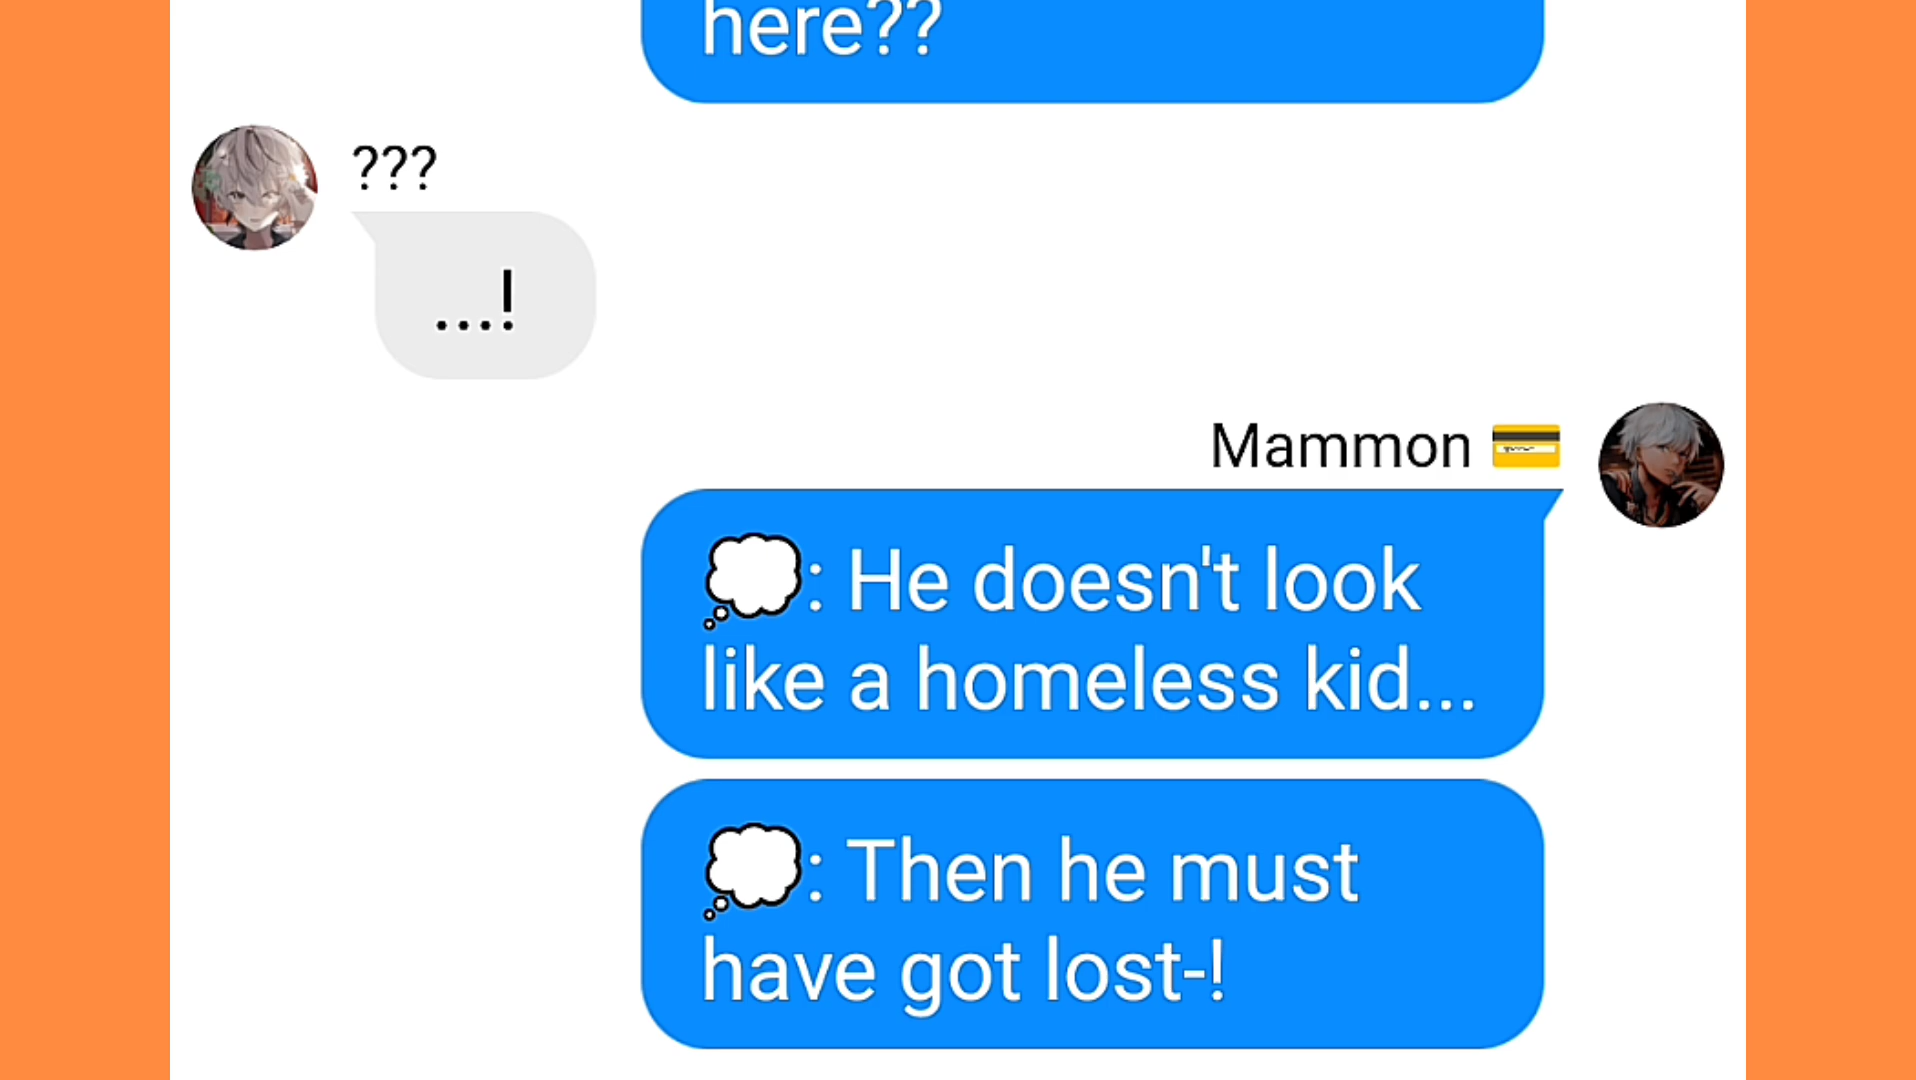 here??
???
...!
Mammon 💳
💭: He doesn't look
like a homeless kid...
💭: Then he must
have got lost-!